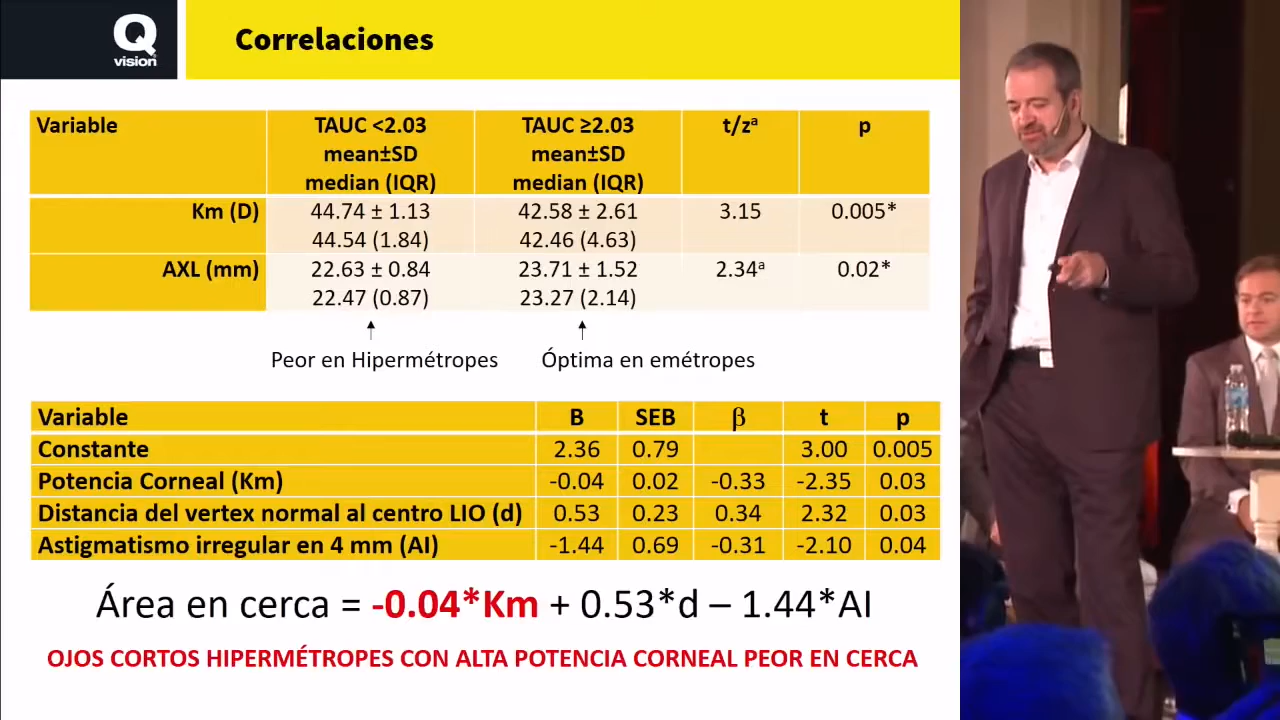 Q
vision
Correlaciones
Variable TAUC <2.03 TAUC ≥2.03 t/zᵃ p
mean±SD mean±SD
median (IQR) median (IQR)
Km (D) 44.74 ± 1.13 42.58 ± 2.61 3.15 0.005*
44.54 (1.84) 42.46 (4.63)
AXL (mm) 22.63 ± 0.84 23.71 ± 1.52 2.34ᵃ 0.02*
22.47 (0.87) 23.27 (2.14)
Peor en Hipermétropes Óptima en emétropes
Variable B SEB β t p
Constante 2.36 0.79 3.00 0.005
Potencia Corneal (Km) -0.04 0.02 -0.33 -2.35 0.03
Distancia del vertex normal al centro LIO (d) 0.53 0.23 0.34 2.32 0.03
Astigmatismo irregular en 4 mm (AI) -1.44 0.69 -0.31 -2.10 0.04
Área en cerca = -0.04*Km + 0.53*d – 1.44*AI
OJOS CORTOS HIPERMÉTROPES CON ALTA POTENCIA CORNEAL PEOR EN CERCA